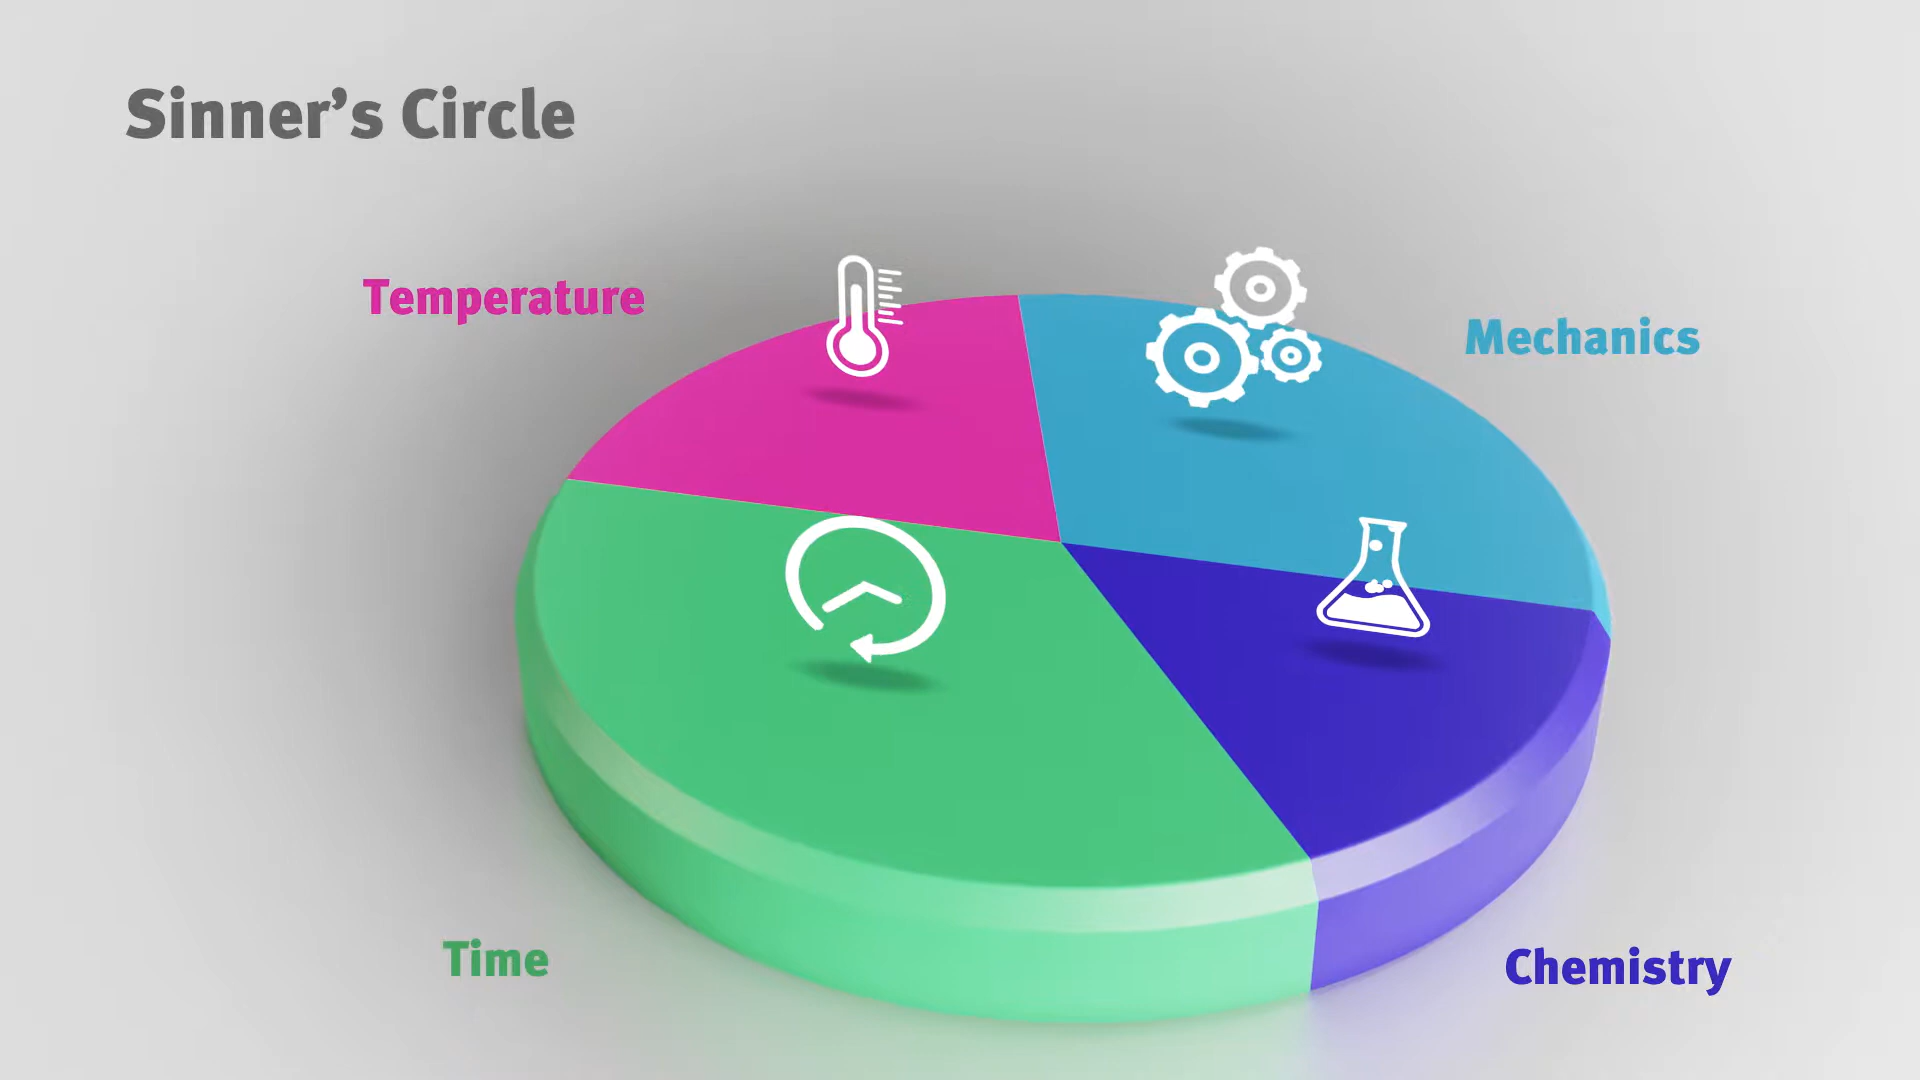 Sinner’s Circle
Temperature
Mechanics
Time
Chemistry